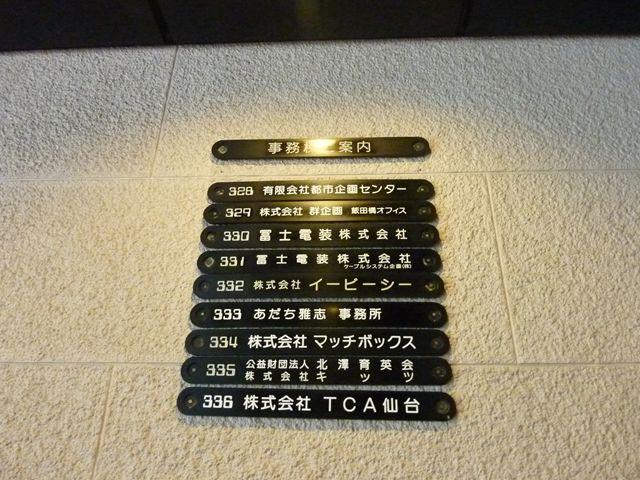 事務 ご案内
328 有限会社都市企画センター
329 株式会社 群企画 飯田橋オフィス
330 富士電装株式会社
331 富士電装株式会社
ケーブルシステム企画(株)
332 株式会社 イーピーシー
333 あだち雅志 事務所
334 株式会社 マッチボックス
335 公益財団法人 北澤育英会
株式会社キッツ
336 株式会社 TCA仙台